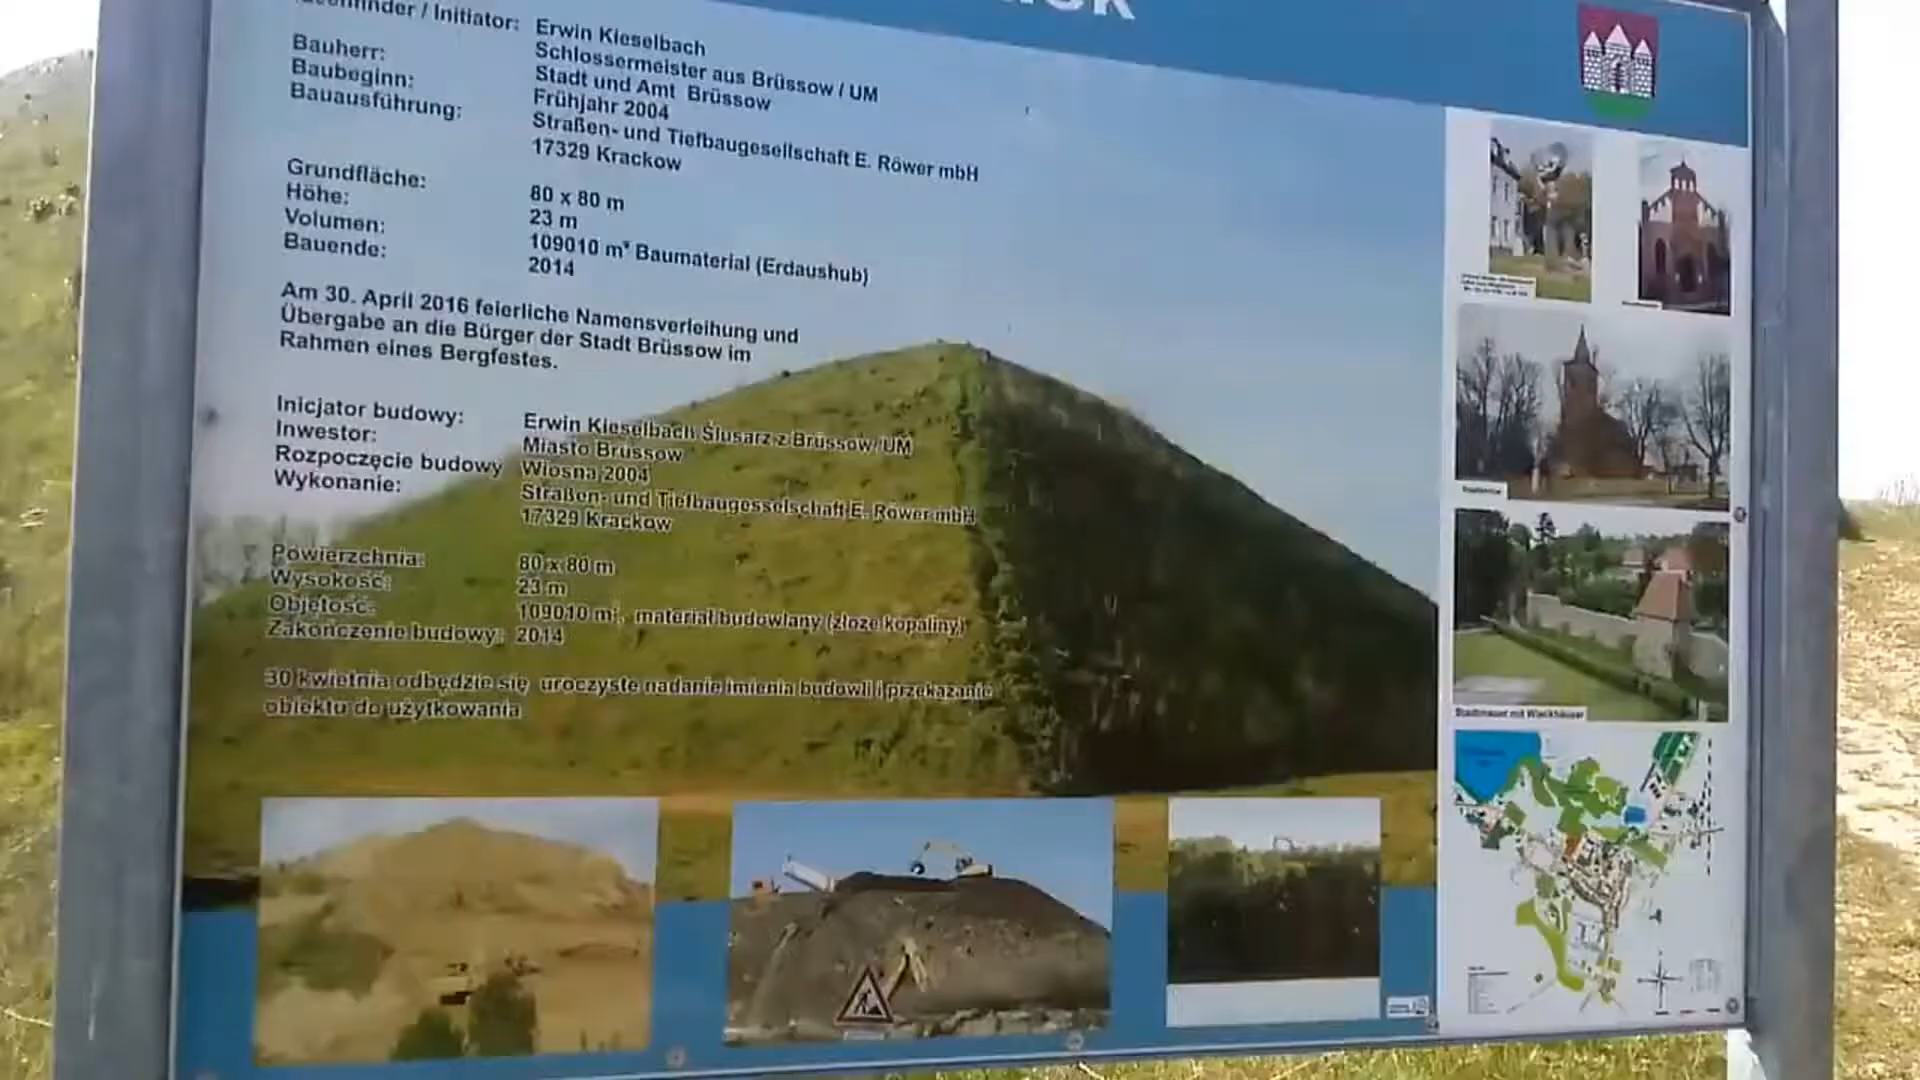 / Initiator: Erwin Kieselbach
Schlossermeister aus Brüssow / UM
Bauherr: Stadt und Amt Brüssow
Baubeginn: Frühjahr 2004
Bauausführung: Straßen- und Tiefbaugesellschaft E. Röwer mbH
17329 Krackow
Grundfläche: 80 x 80 m
Höhe: 23 m
Volumen: 109010 m³ Baumaterial (Erdaushub)
Bauende: 2014
Am 30. April 2016 feierliche Namensverleihung und
Übergabe an die Bürger der Stadt Brüssow im
Rahmen eines Bergfestes.
Inicjator budowy: Erwin Kieselbach Ślusarz z Brüssow/UM
Inwestor: Miasto Brüssow
Rozpoczęcie budowy Wiosna 2004
Wykonanie: Straßen- und Tiefbaugesselschaft E. Röwer mbH
17329 Krackow
Powierzchnia: 80 x 80 m
Wysokość: 23 m
Objętość: 109010 m³, materiał budowlany (złoże kopaliny)
Zakończenie budowy: 2014
30 kwietnia odbędzie się uroczyste nadanie imienia budowli i przekazanie
obiektu do użytkowania
Stadtmauer mit Wiekhäuser